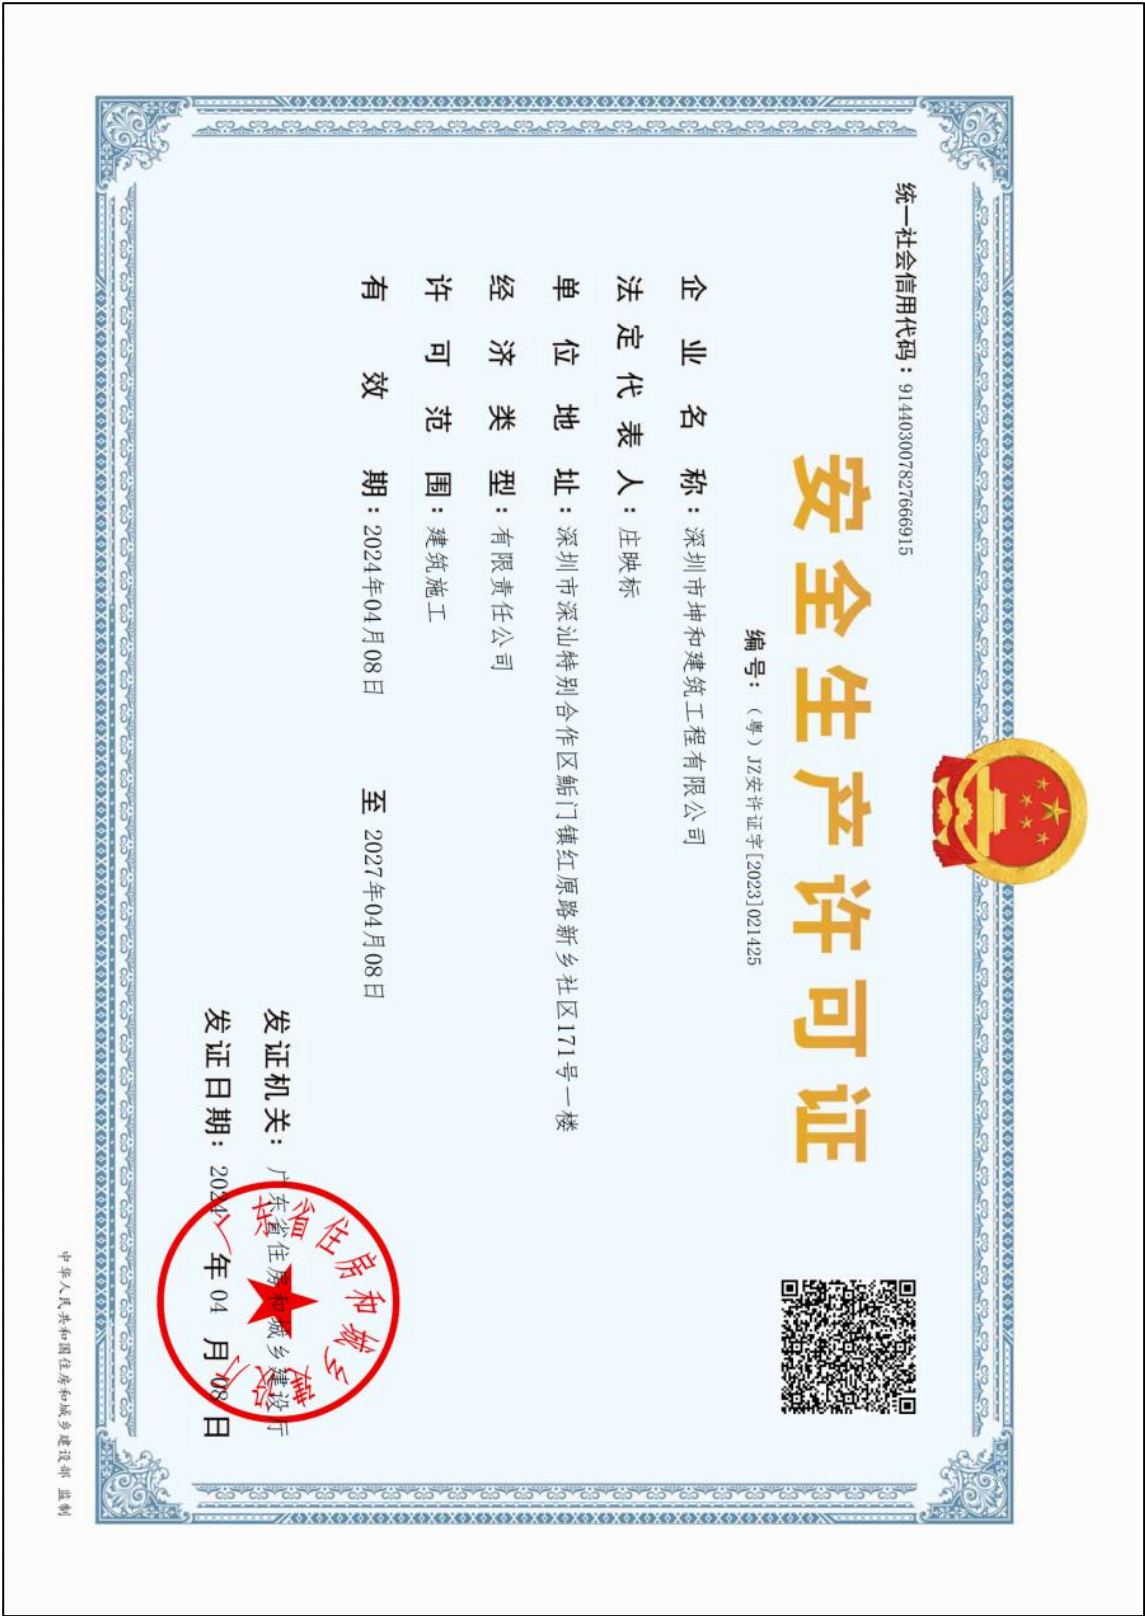 统一社会信用代码：914403007827666915
安全生产许可证
编号：（粤）JZ安许证字[2023]021425
企业名称：深圳市坤和建筑工程有限公司
法定代表人：庄映标
单位地址：深圳市深汕特别合作区鮜门镇红原路新乡社区171号一楼
经济类型：有限责任公司
许可范围：建筑施工
有效期：2024年04月08日 至 2027年04月08日
发证机关：广东省住房和城乡建设厅
发证日期：2024年04月08日
广东省住房和城乡建设厅
中华人民共和国住房和城乡建设部 监制